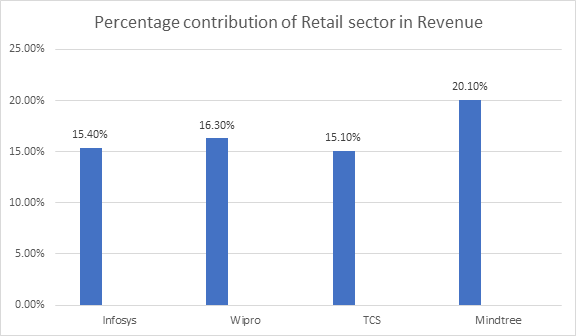 Percentage contribution of Retail sector in Revenue
25.00%
20.00%
15.00%
10.00%
5.00%
0.00%
15.40%
16.30%
15.10%
20.10%
Infosys
Wipro
TCS
Mindtree